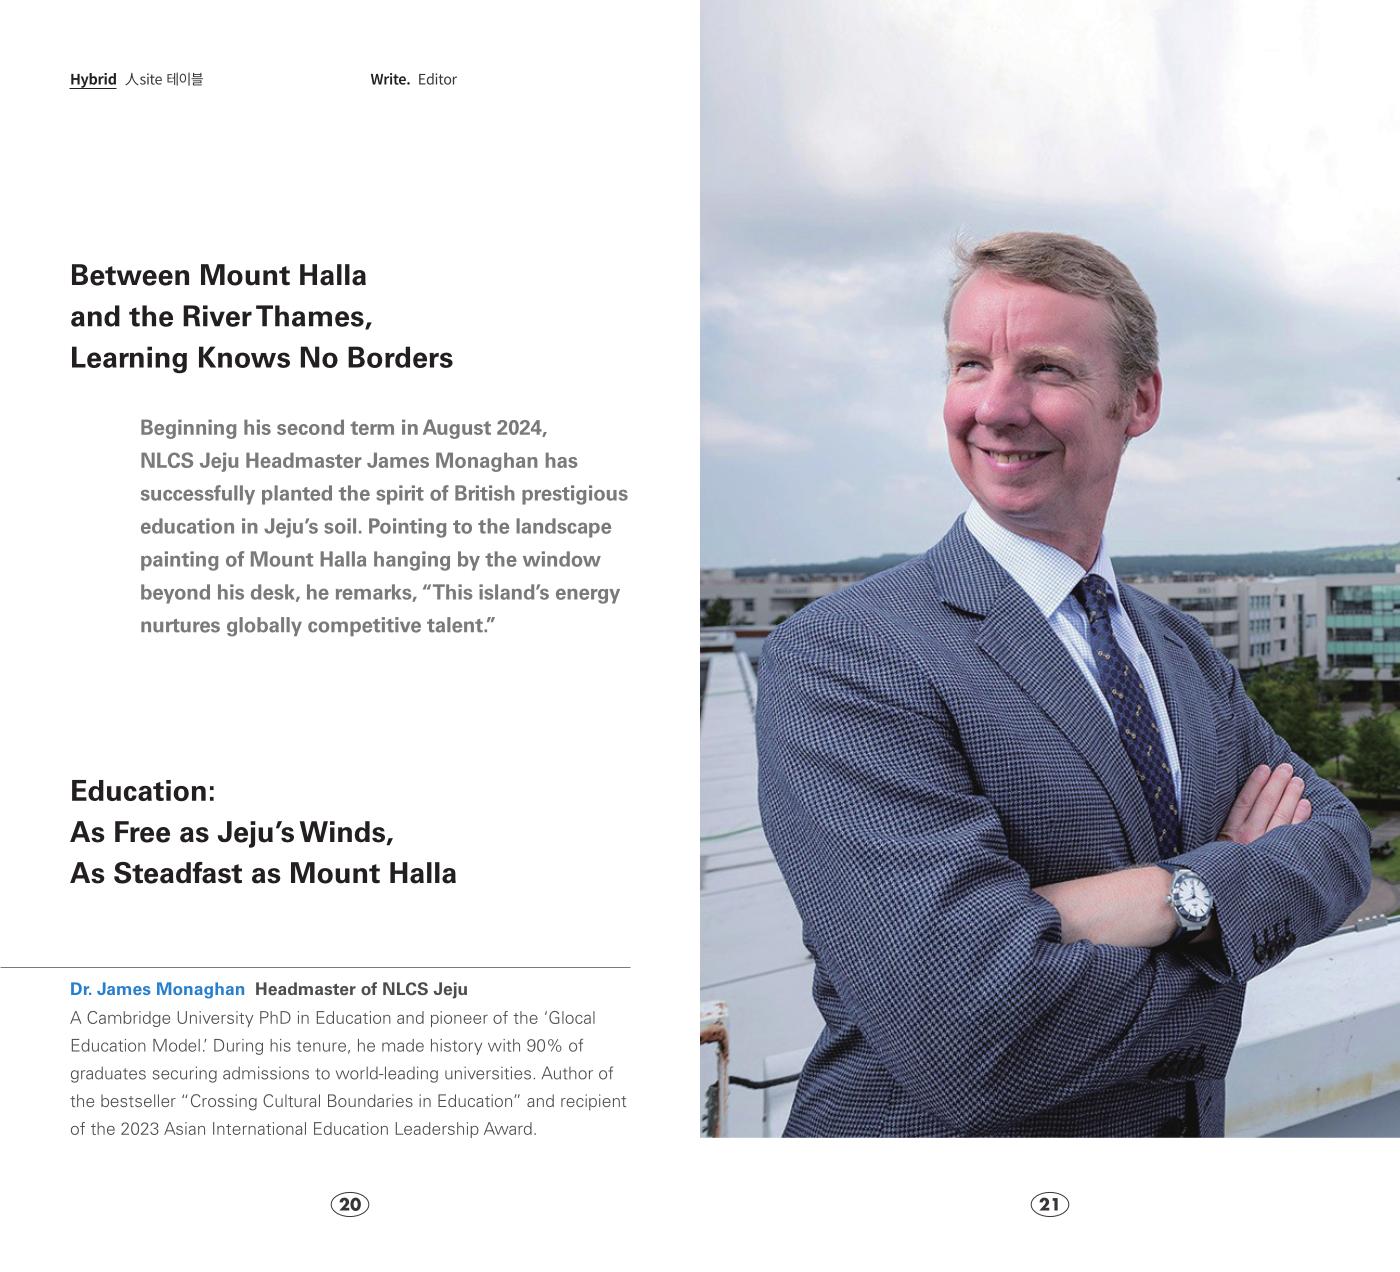 Hybrid 人site 테이블
Write. Editor
Between Mount Halla
and the River Thames,
Learning Knows No Borders
Beginning his second term in August 2024,
NLCS Jeju Headmaster James Monaghan has
successfully planted the spirit of British prestigious
education in Jeju’s soil. Pointing to the landscape
painting of Mount Halla hanging by the window
beyond his desk, he remarks, “This island’s energy
nurtures globally competitive talent.”
Education:
As Free as Jeju’s Winds,
As Steadfast as Mount Halla
Dr. James Monaghan Headmaster of NLCS Jeju
A Cambridge University PhD in Education and pioneer of the ‘Glocal
Education Model.’ During his tenure, he made history with 90% of
graduates securing admissions to world-leading universities. Author of
the bestseller “Crossing Cultural Boundaries in Education” and recipient
of the 2023 Asian International Education Leadership Award.
20
21